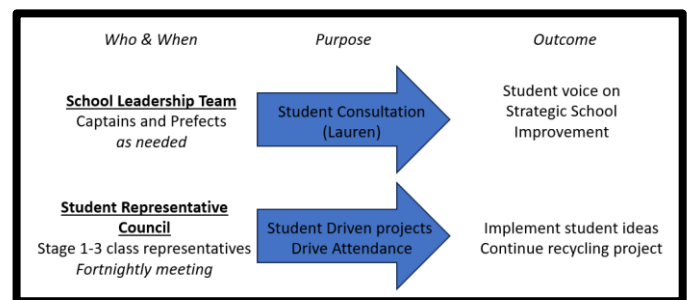 Who & When
Purpose
Outcome
School Leadership Team
Captains and Prefects
as needed
Student Consultation
(Lauren)
Student voice on
Strategic School
Improvement
Student Representative
Council
Stage 1-3 class representatives
Fortnightly meeting
Student Driven projects
Drive Attendance
Implement student ideas
Continue recycling project